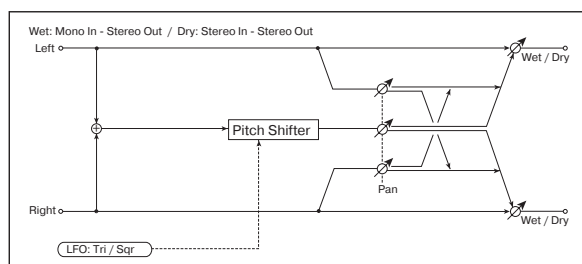 Wet: Mono In - Stereo Out / Dry: Stereo In - Stereo Out
Left
Wet / Dry
Pitch Shifter
Pan
Right
Wet / Dry
LFO: Tri / Sqr